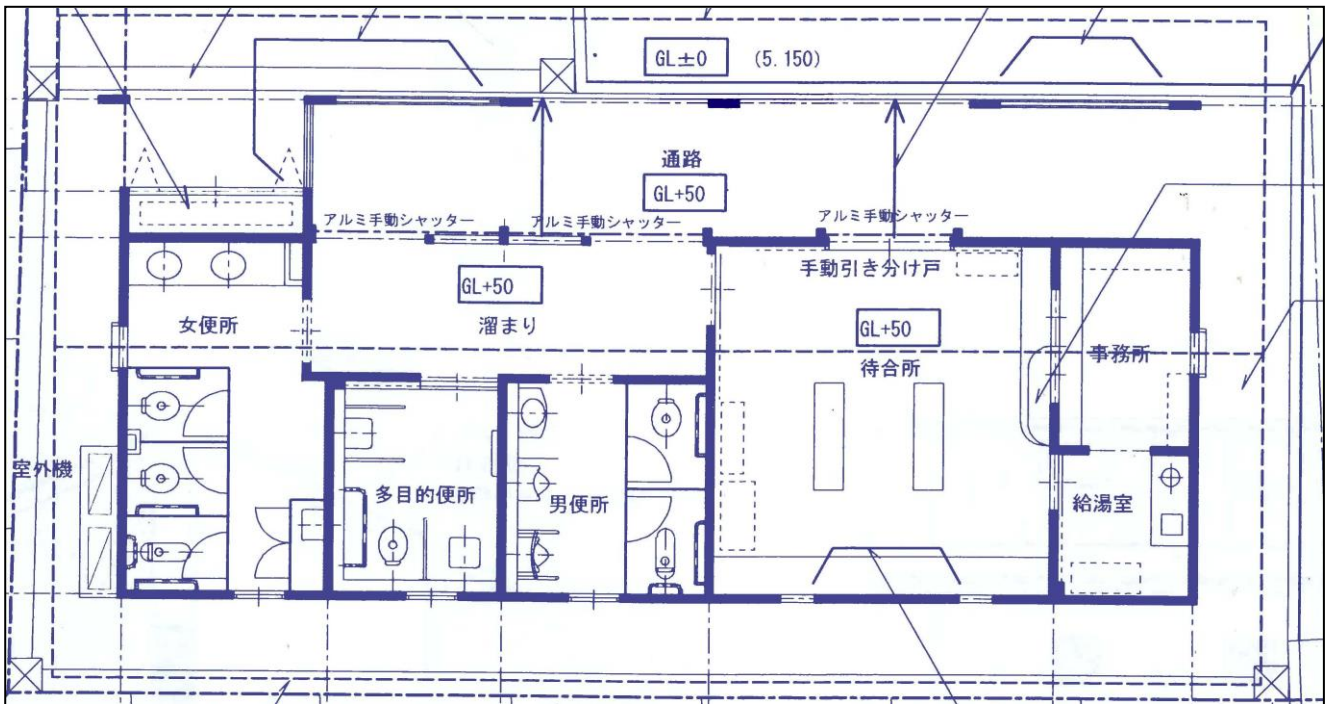 GL±0 (5.150)
通路
GL+50
アルミ手動シャッター
アルミ手動シャッター
アルミ手動シャッター
手動引き分け戸
GL+50
溜まり
女便所
GL+50
待合所
事務所
室外機
多目的便所
男便所
給湯室